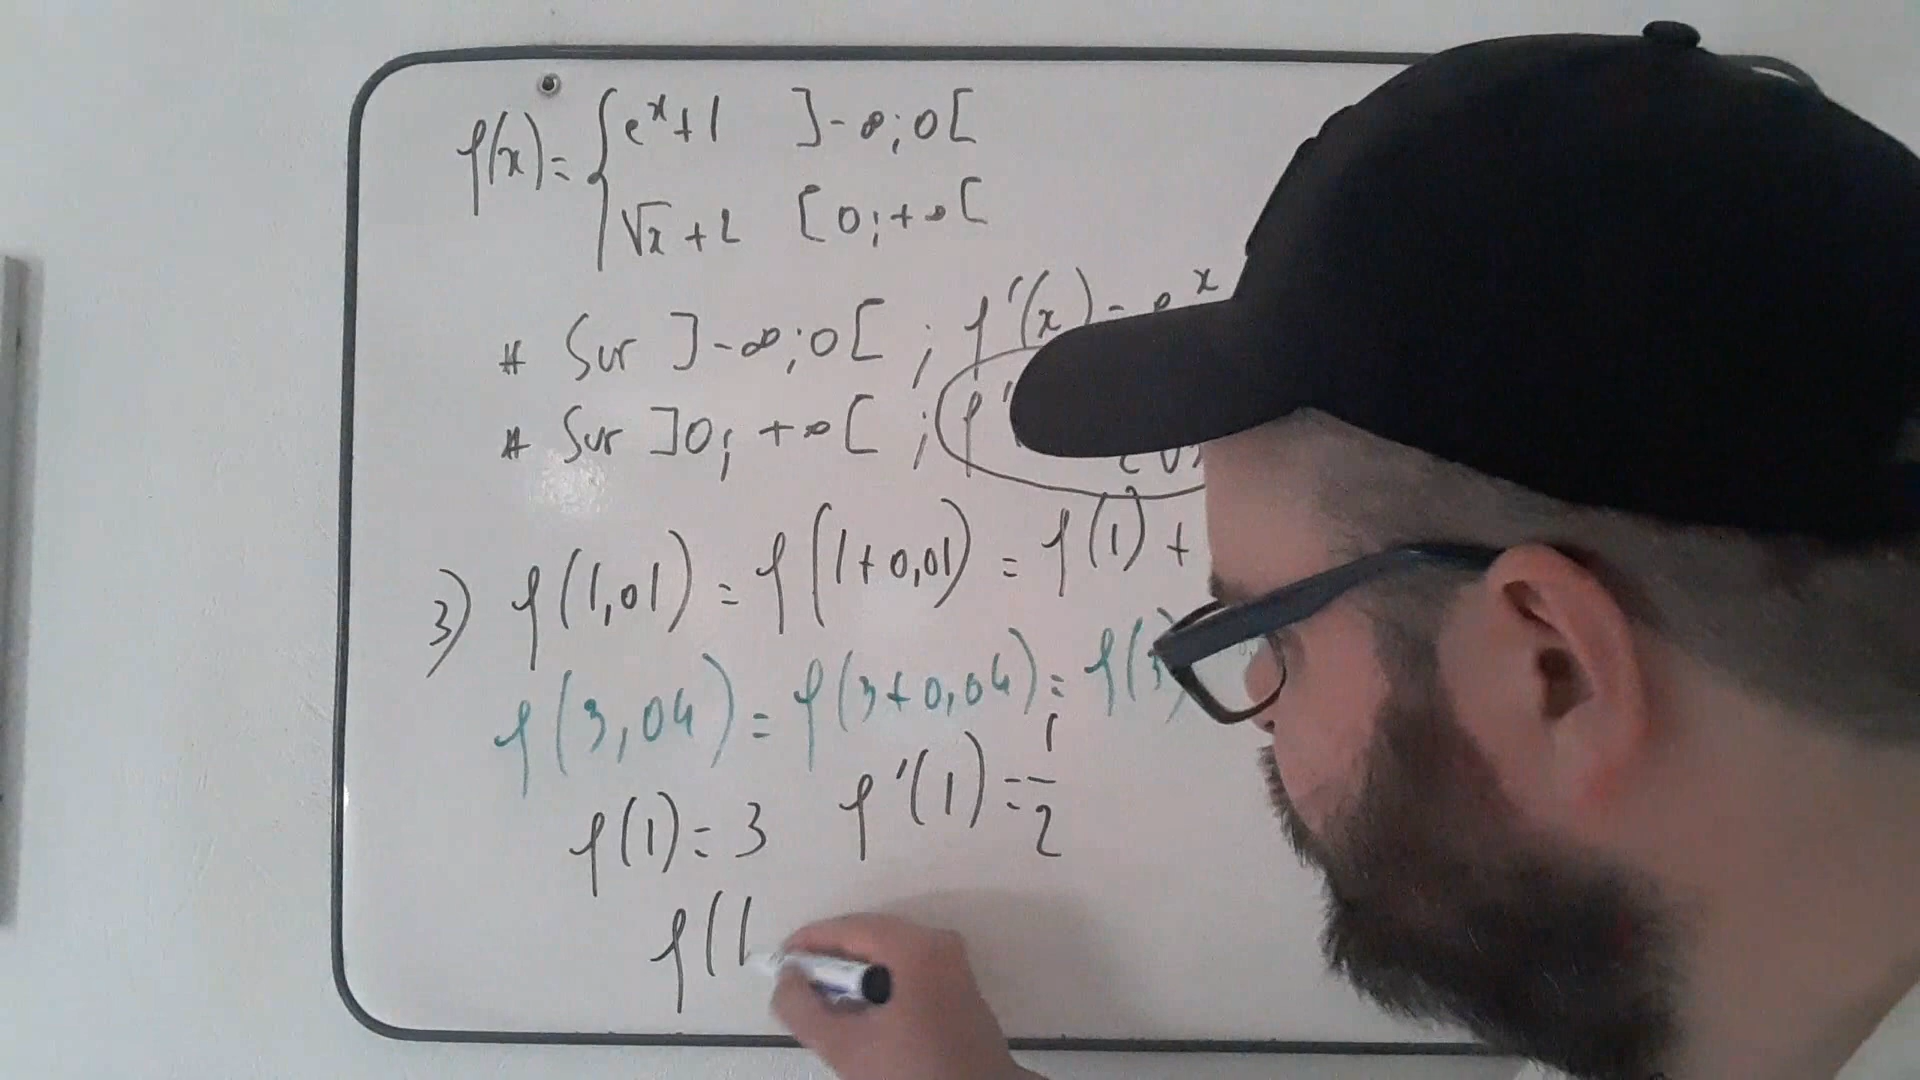 f(x) = { e^x + 1 ]-∞;0[
√x + 2 [0;+∞[
# Sur ]-∞;0[ ; f'(x) = e^x
# Sur ]0;+∞[ ; f'
3) f(1,01) = f(1+0,01) = f(1) +
f(3,04) = f(3+0,04) = f(3)
f(1) = 3 f'(1) = 1/2
f(1